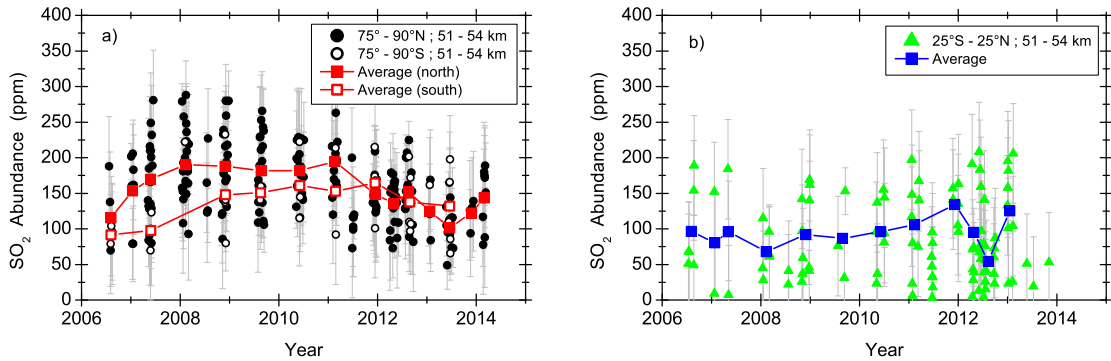 a)
75° - 90°N ; 51 - 54 km
75° - 90°S ; 51 - 54 km
Average (north)
Average (south)
SO₂ Abundance (ppm)
400
350
300
250
200
150
100
50
0
2006 2008 2010 2012 2014
Year
b)
25°S - 25°N ; 51 - 54 km
Average
SO₂ Abundance (ppm)
400
350
300
250
200
150
100
50
0
2006 2008 2010 2012 2014
Year